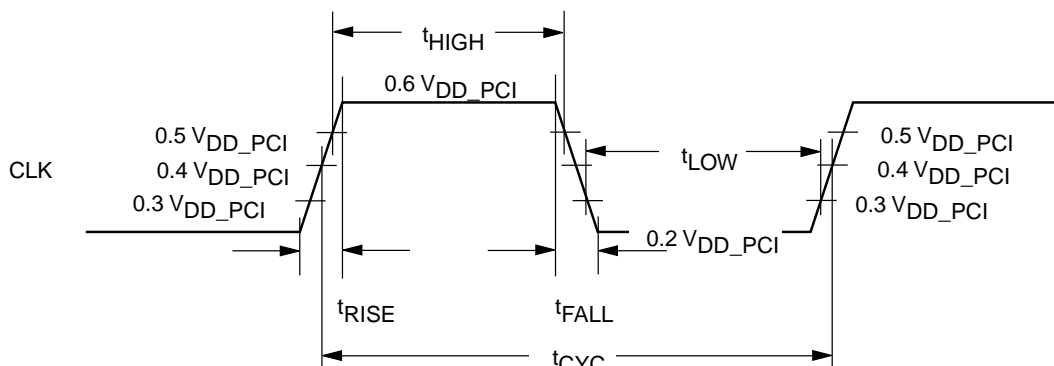 tHIGH
0.6 VDD_PCI
0.5 VDD_PCI
0.5 VDD_PCI
CLK
0.4 VDD_PCI
tLOW
0.4 VDD_PCI
0.3 VDD_PCI
0.3 VDD_PCI
0.2 VDD_PCI
tRISE
tFALL
tCYC